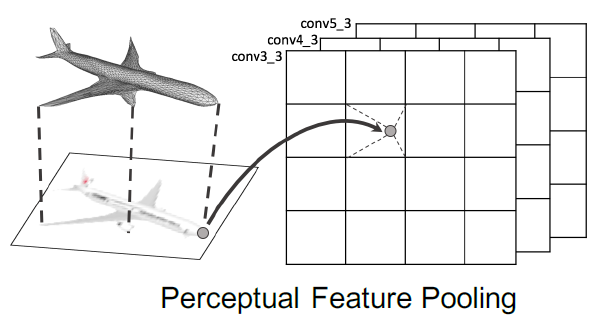 conv5_3
conv4_3
conv3_3
Perceptual Feature Pooling